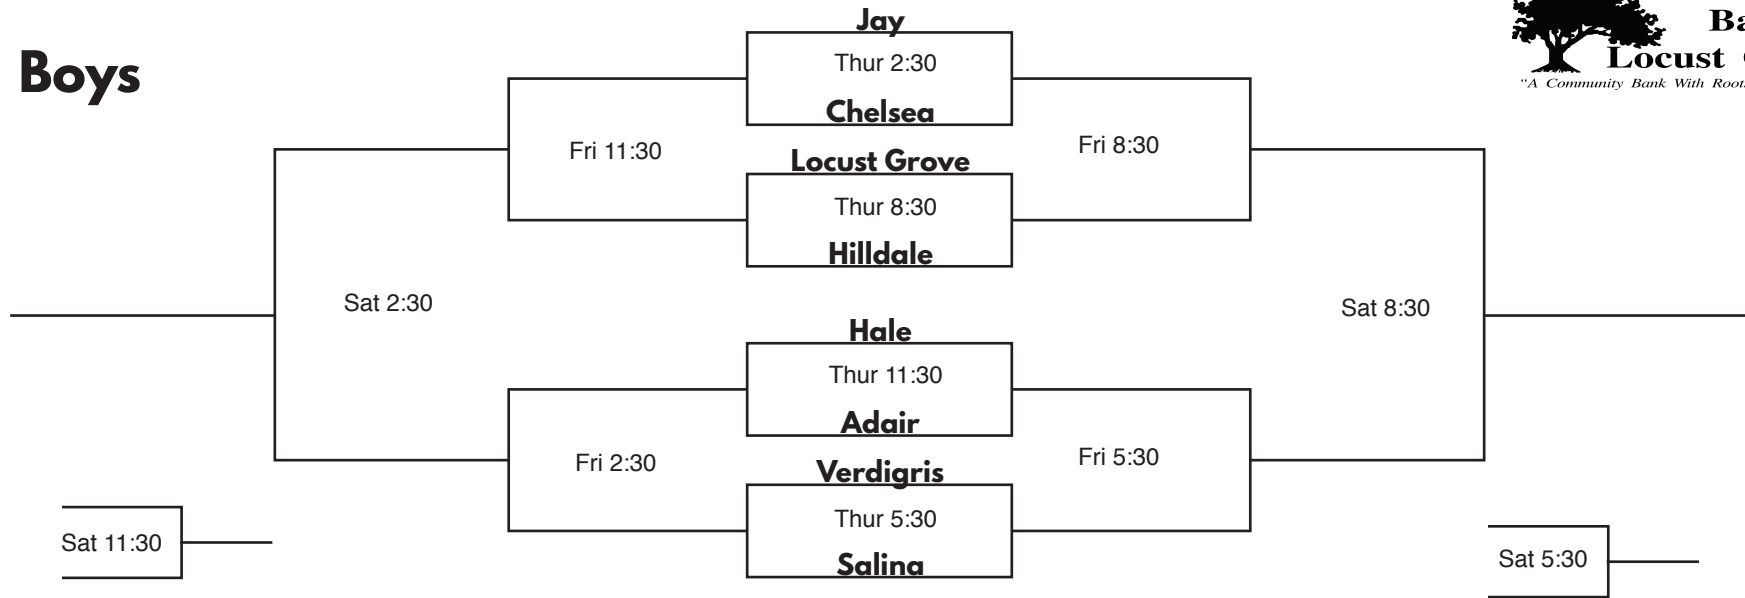 Boys
Jay
Thur 2:30
Chelsea
Locust Grove
Thur 8:30
Hilldale
Hale
Thur 11:30
Adair
Verdigris
Thur 5:30
Salina
Fri 11:30
Fri 2:30
Sat 2:30
Sat 11:30
Fri 8:30
Fri 5:30
Sat 8:30
Sat 5:30
Locust
"A Community Bank With